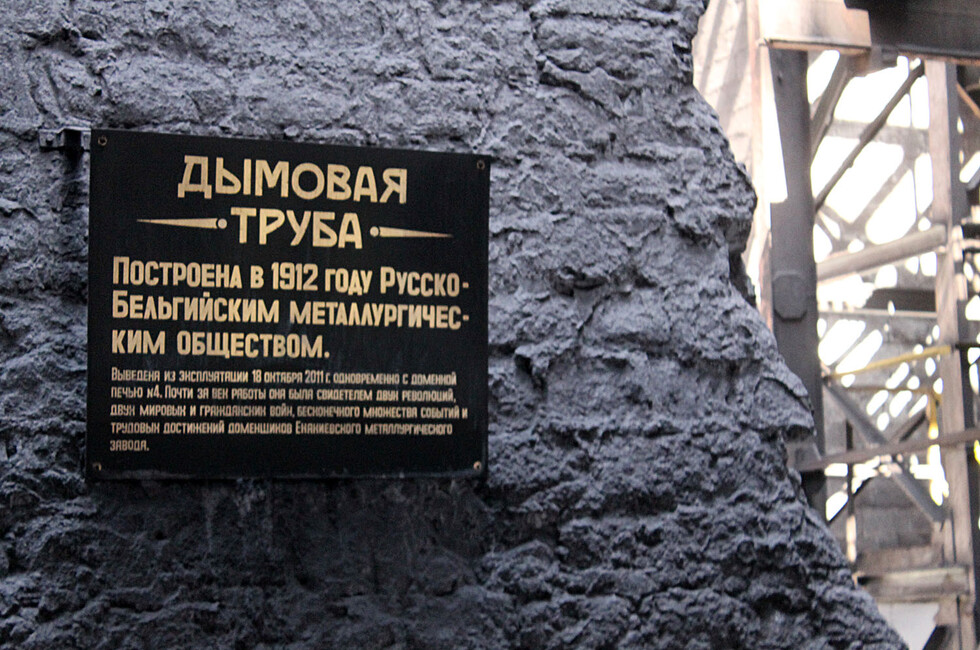 ДЫМОВАЯ
ТРУБА
ПОСТРОЕНА В 1912 ГОДУ РУССКО-
БЕЛЬГИЙСКИМ МЕТАЛЛУРГИЧЕС-
КИМ ОБЩЕСТВОМ.
ВЫВЕДЕНА ИЗ ЭКСПЛУАТАЦИИ 18 ОКТЯБРЯ 2011 Г. ОДНОВРЕМЕННО С ДОМЕННОЙ
ПЕЧЬЮ №4. ПОЧТИ ЗА ВЕК РАБОТЫ ОНА БЫЛА СВИДЕТЕЛЕМ ДВУХ РЕВОЛЮЦИЙ,
ДВУХ МИРОВЫХ И ГРАЖДАНСКИХ ВОЙН, БЕСКОНЕЧНОГО МНОЖЕСТВА СОБЫТИЙ И
ТРУДОВЫХ ДОСТИЖЕНИЙ ДОМЕНЩИКОВ ЕНАКИЕВСКОГО МЕТАЛЛУРГИЧЕСКОГО
ЗАВОДА.